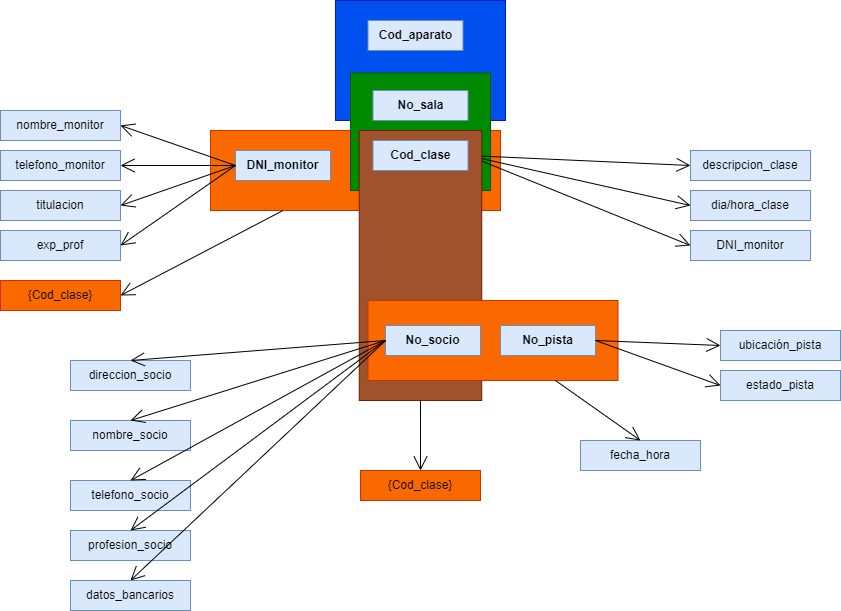 Cod_aparato
No_sala
nombre_monitor
telefono_monitor
titulacion
exp_prof
{Cod_clase}
DNI_monitor
Cod_clase
descripcion_clase
dia/hora_clase
DNI_monitor
No_socio
No_pista
ubicación_pista
estado_pista
direccion_socio
nombre_socio
telefono_socio
profesion_socio
datos_bancarios
{Cod_clase}
fecha_hora